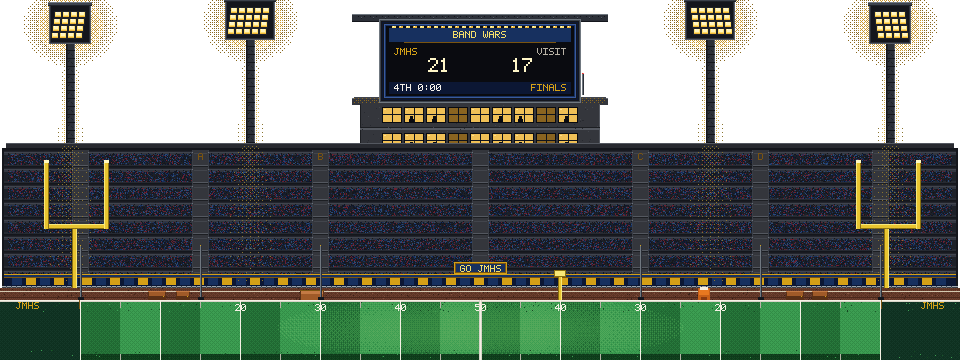 BAND WARS
JMHS VISIT
21 17
4TH 0:00 FINALS
A B C D
GO JMHS
JMHS 20 30 40 50 40 30 20 JMHS